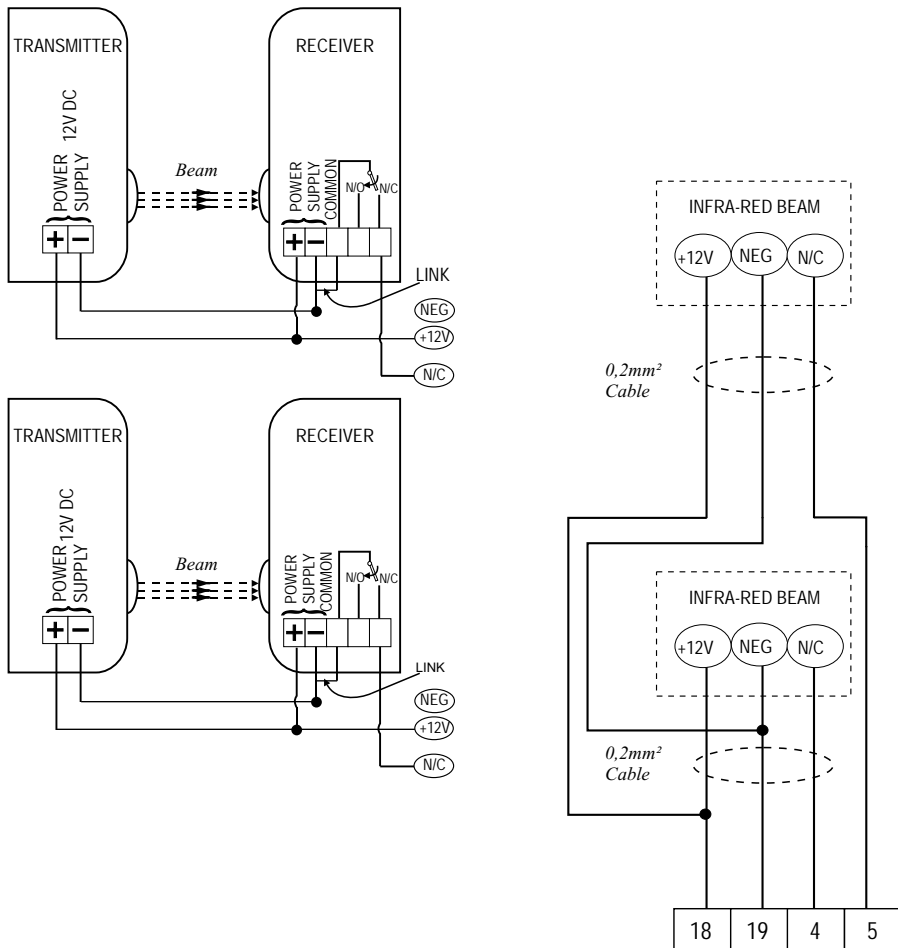 TRANSMITTER
POWER 12V DC
SUPPLY
+ −
Beam
RECEIVER
POWER
SUPPLY
COMMON
N/O N/C
+ −
LINK
NEG
+12V
N/C
TRANSMITTER
POWER 12V DC
SUPPLY
+ −
Beam
RECEIVER
POWER
SUPPLY
COMMON
N/O N/C
+ −
LINK
NEG
+12V
N/C
INFRA-RED BEAM
+12V NEG N/C
0,2mm²
Cable
INFRA-RED BEAM
+12V NEG N/C
0,2mm²
Cable
18 19 4 5